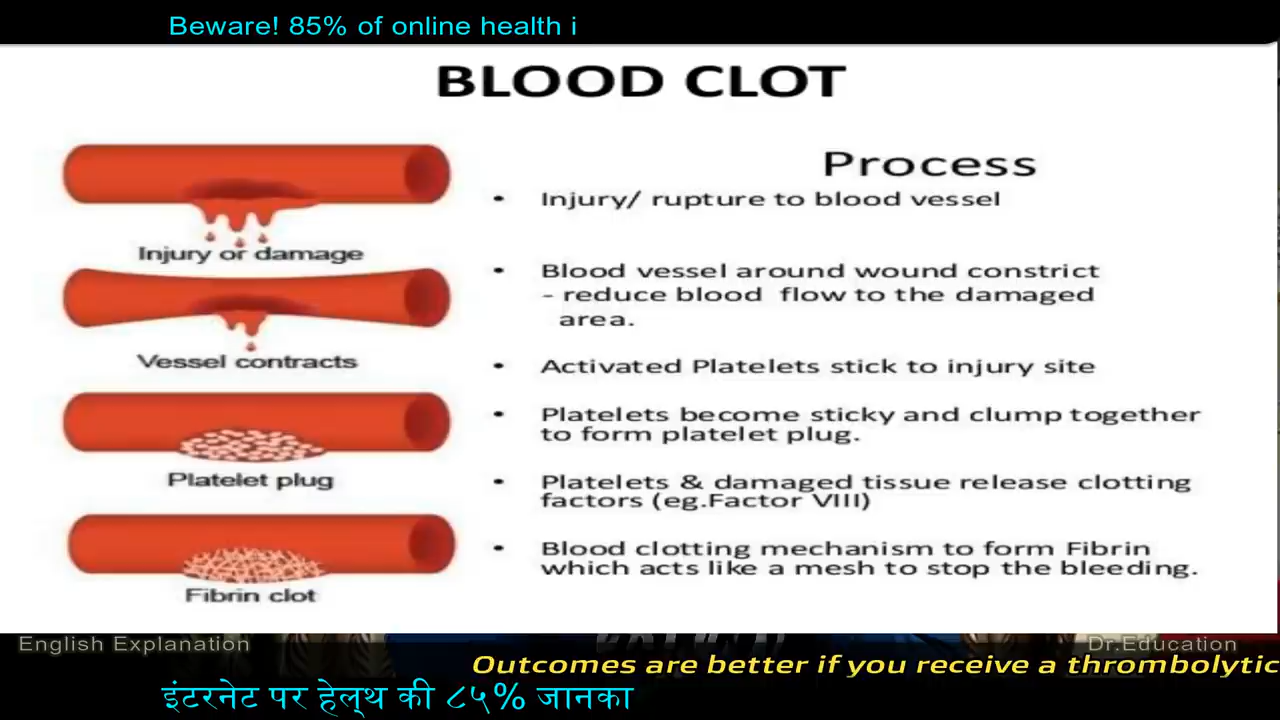 Beware! 85% of online health i
BLOOD CLOT
Injury or damage
Vessel contracts
Platelet plug
Fibrin clot
Process
• Injury/ rupture to blood vessel
• Blood vessel around wound constrict
- reduce blood flow to the damaged
area.
• Activated Platelets stick to injury site
• Platelets become sticky and clump together
to form platelet plug.
• Platelets & damaged tissue release clotting
factors (eg.Factor VIII)
• Blood clotting mechanism to form Fibrin
which acts like a mesh to stop the bleeding.
English Explanation
Dr.Education
Outcomes are better if you receive a thrombolytic
इंटरनेट पर हेल्थ की ८५% जानका